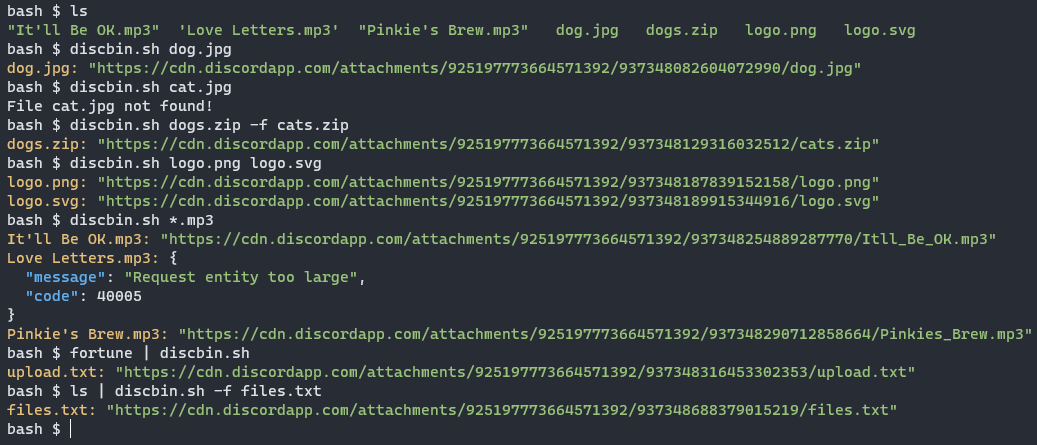 bash $ ls
"It'll Be OK.mp3"  'Love Letters.mp3'  "Pinkie's Brew.mp3"   dog.jpg   dogs.zip   logo.png   logo.svg
bash $ discbin.sh dog.jpg
dog.jpg: "https://cdn.discordapp.com/attachments/925197773664571392/937348082604072990/dog.jpg"
bash $ discbin.sh cat.jpg
File cat.jpg not found!
bash $ discbin.sh dogs.zip -f cats.zip
dogs.zip: "https://cdn.discordapp.com/attachments/925197773664571392/937348129316032512/cats.zip"
bash $ discbin.sh logo.png logo.svg
logo.png: "https://cdn.discordapp.com/attachments/925197773664571392/937348187839152158/logo.png"
logo.svg: "https://cdn.discordapp.com/attachments/925197773664571392/937348189915344916/logo.svg"
bash $ discbin.sh *.mp3
It'll Be OK.mp3: "https://cdn.discordapp.com/attachments/925197773664571392/937348254889287770/Itll_Be_OK.mp3"
Love Letters.mp3: {
  "message": "Request entity too large",
  "code": 40005
}
Pinkie's Brew.mp3: "https://cdn.discordapp.com/attachments/925197773664571392/937348290712858664/Pinkies_Brew.mp3"
bash $ fortune | discbin.sh
upload.txt: "https://cdn.discordapp.com/attachments/925197773664571392/937348316453302353/upload.txt"
bash $ ls | discbin.sh -f files.txt
files.txt: "https://cdn.discordapp.com/attachments/925197773664571392/937348688379015219/files.txt"
bash $